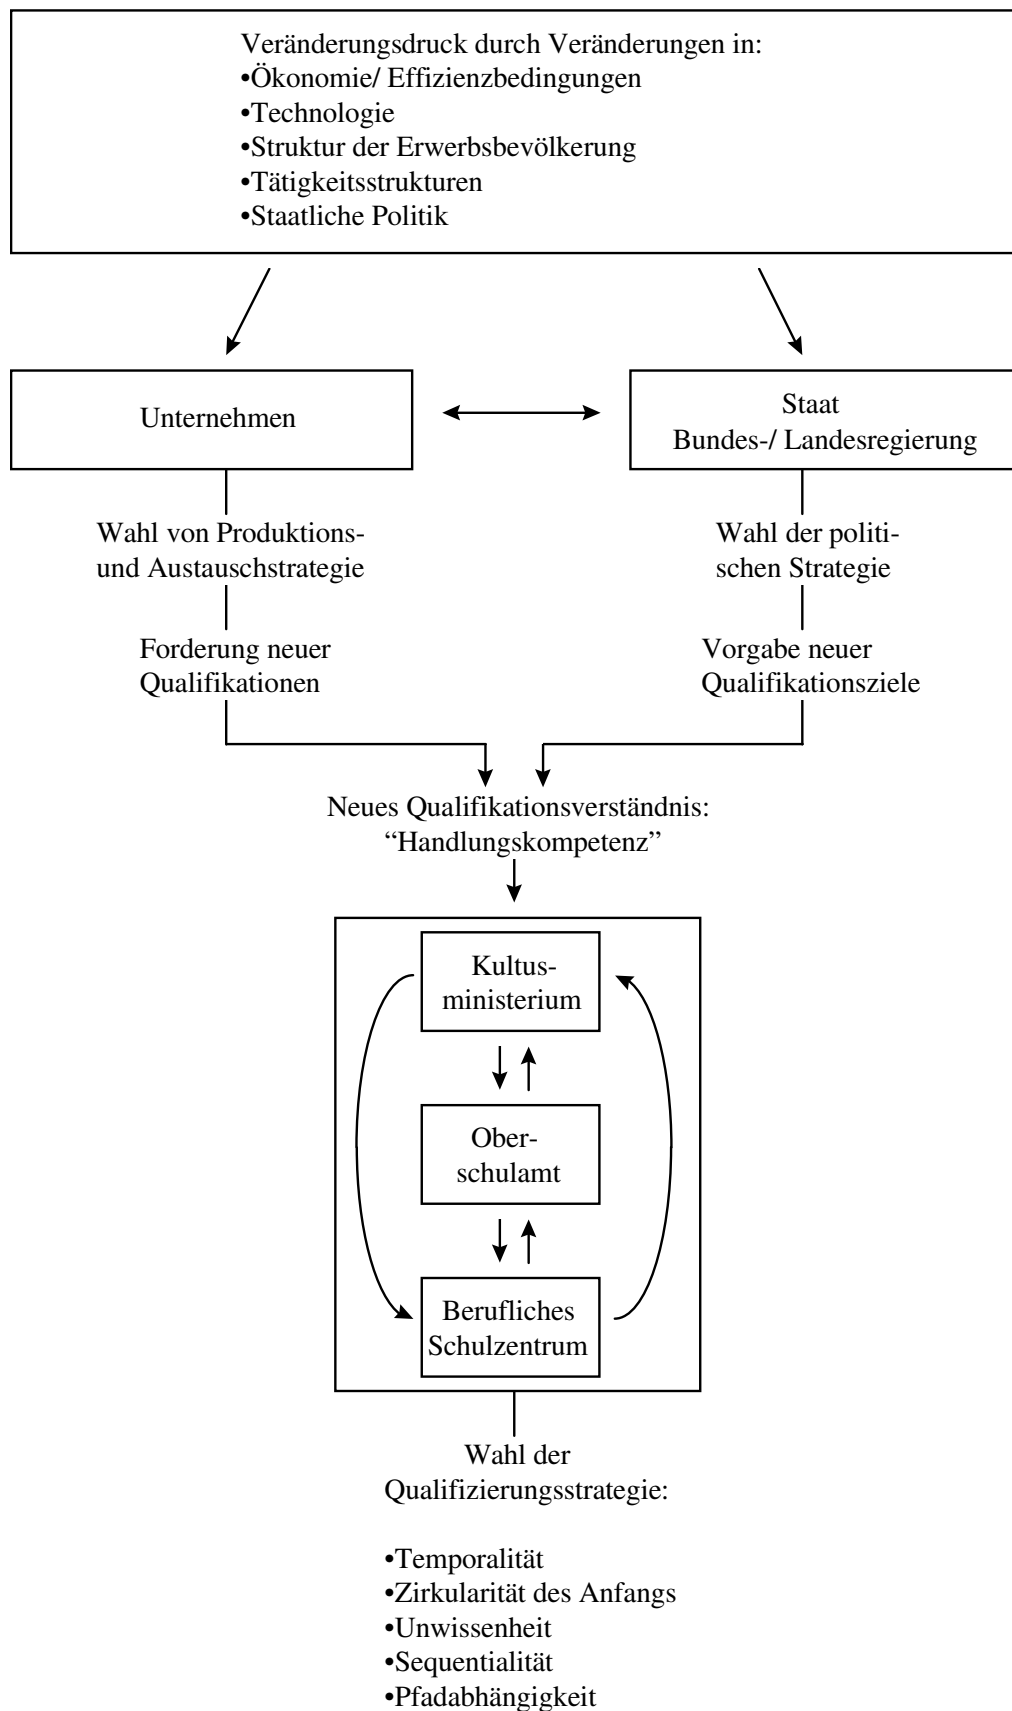 Veränderungsdruck durch Veränderungen in:
•Ökonomie/ Effizienzbedingungen
•Technologie
•Struktur der Erwerbsbevölkerung
•Tätigkeitsstrukturen
•Staatliche Politik
Unternehmen
Staat
Bundes-/ Landesregierung
Wahl von Produktions-
und Austauschstrategie
Wahl der politi-
schen Strategie
Forderung neuer
Qualifikationen
Vorgabe neuer
Qualifikationsziele
Neues Qualifikationsverständnis:
“Handlungskompetenz”
Kultus-
ministerium
Ober-
schulamt
Berufliches
Schulzentrum
Wahl der
Qualifizierungsstrategie:
•Temporalität
•Zirkularität des Anfangs
•Unwissenheit
•Sequentialität
•Pfadabhängigkeit